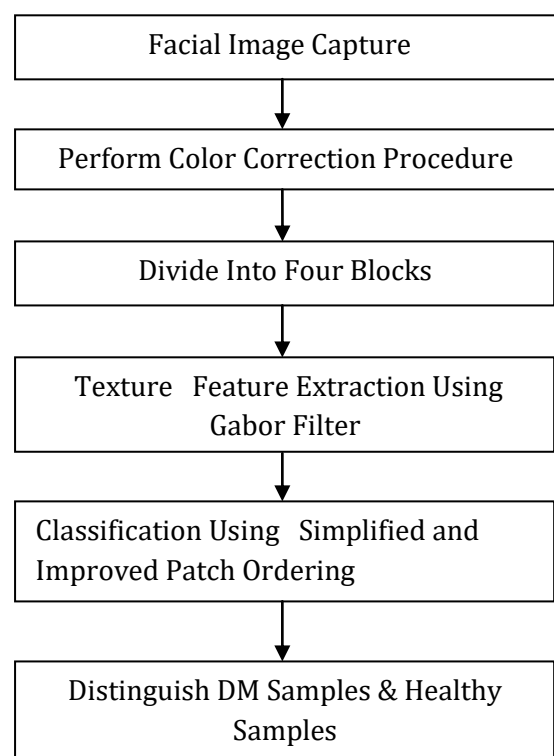 Facial Image Capture
Perform Color Correction Procedure
Divide Into Four Blocks
Texture   Feature Extraction Using
Gabor Filter
Classification Using   Simplified and
Improved Patch Ordering
Distinguish DM Samples & Healthy
Samples